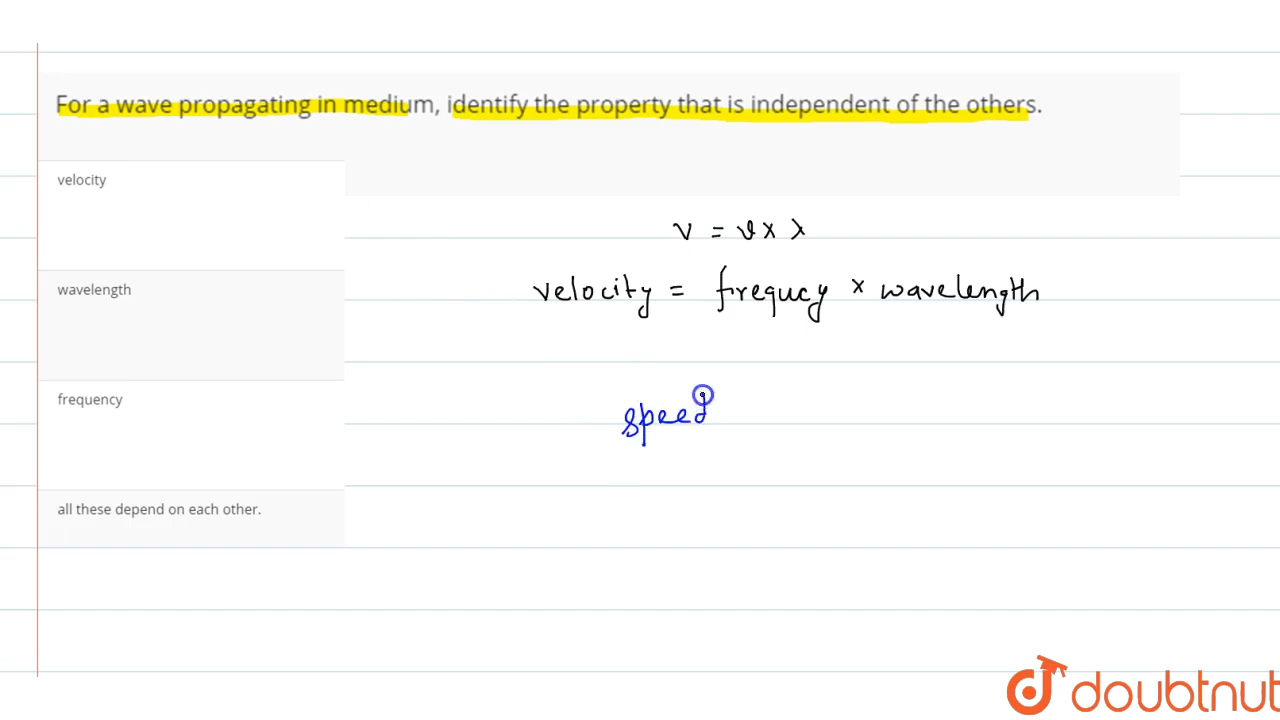 For a wave propagating in medium, identify the property that is independent of the others.
velocity
v = ν x λ
velocity = frequcy x wavelength
wavelength
speed
frequency
all these depend on each other.
doubtnut